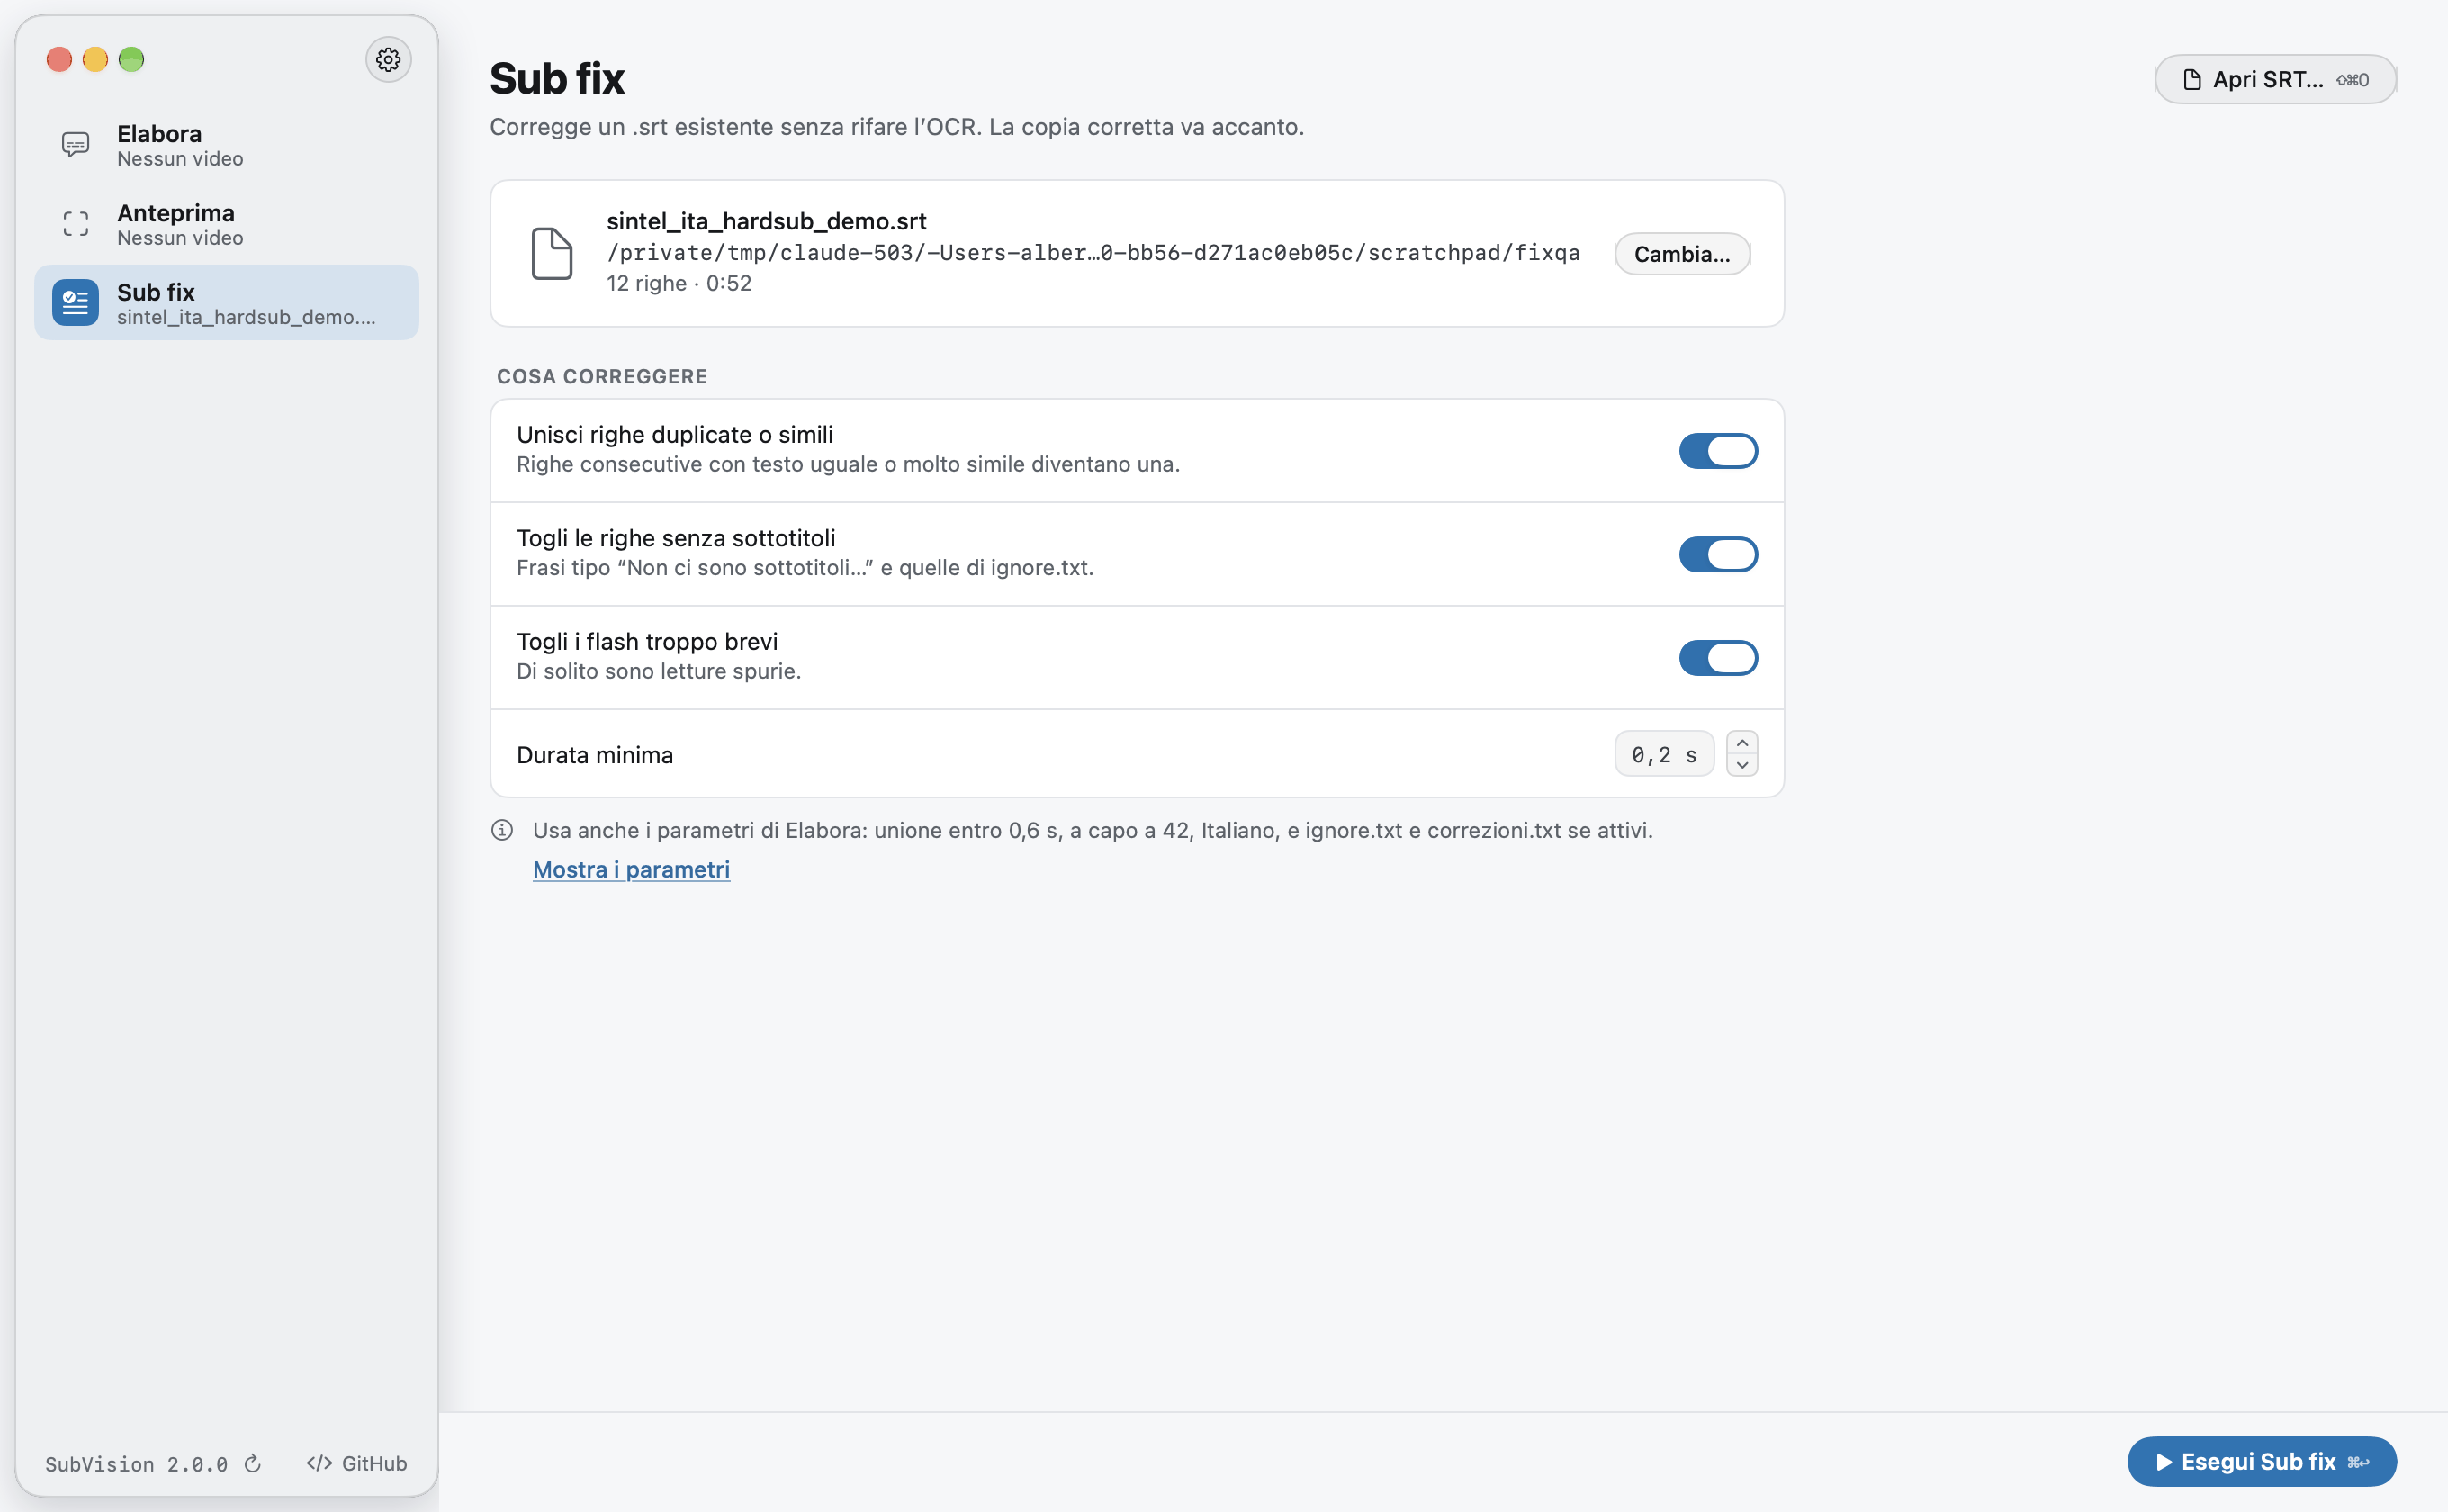 Elabora
Nessun video
Anteprima
Nessun video
Sub fix
sintel_ita_hardsub_demo....
SubVision 2.0.0
</> GitHub
Sub fix
Corregge un .srt esistente senza rifare l’OCR. La copia corretta va accanto.
Apri SRT... ⇧⌘O
sintel_ita_hardsub_demo.srt
/private/tmp/claude-503/-Users-alber…0-bb56-d271ac0eb05c/scratchpad/fixqa
12 righe · 0:52
Cambia...
COSA CORREGGERE
Unisci righe duplicate o simili
Righe consecutive con testo uguale o molto simile diventano una.
Togli le righe senza sottotitoli
Frasi tipo “Non ci sono sottotitoli…” e quelle di ignore.txt.
Togli i flash troppo brevi
Di solito sono letture spurie.
Durata minima
0,2 s
Usa anche i parametri di Elabora: unione entro 0,6 s, a capo a 42, Italiano, e ignore.txt e correzioni.txt se attivi.
Mostra i parametri
Esegui Sub fix ⌘↩